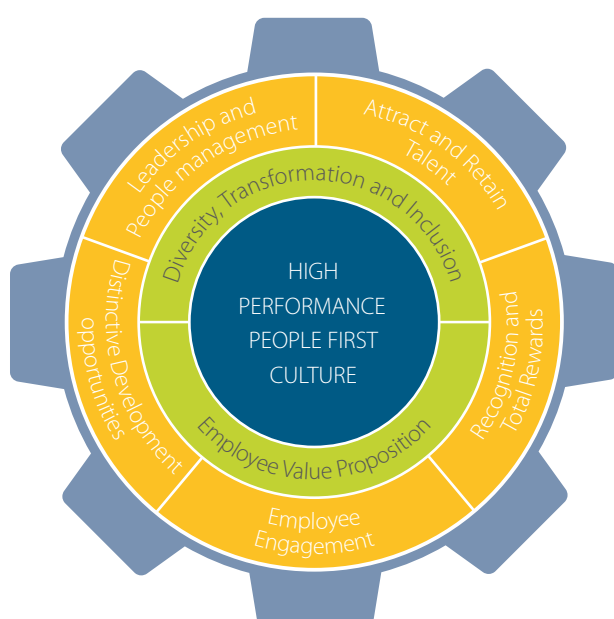 Leadership and
People management
Attract and Retain
Talent
Diversity, Transformation and Inclusion
HIGH
PERFORMANCE
PEOPLE FIRST
CULTURE
Distinctive Development
opportunities
Recognition and
Total Rewards
Employee Value Proposition
Employee
Engagement